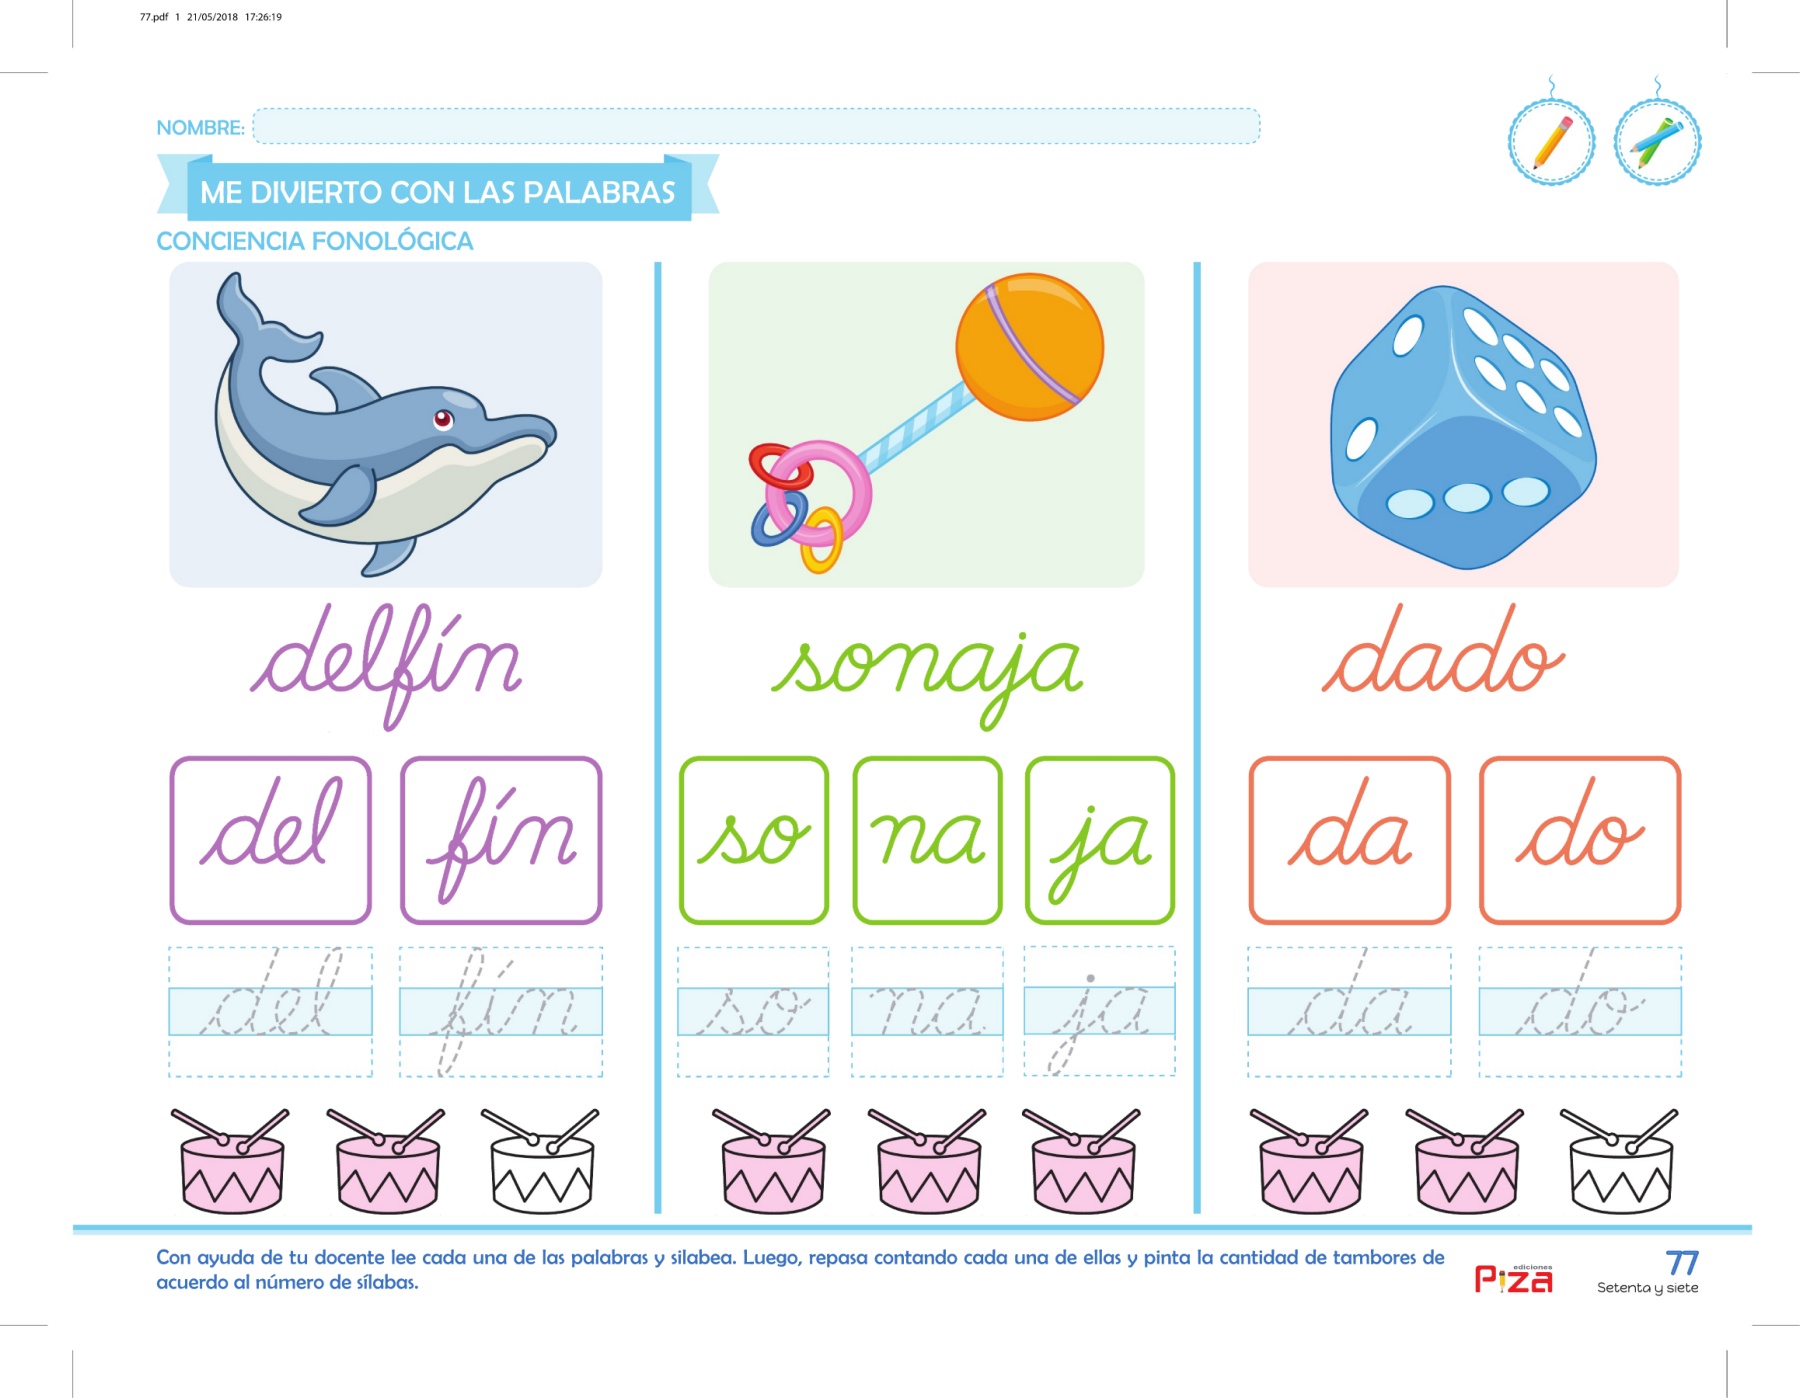 77.pdf 1 21/05/2018 17:26:19
NOMBRE:
ME DIVIERTO CON LAS PALABRAS
CONCIENCIA FONOLÓGICA
delfín
sonaja
dado
del fín
so na ja
da do
del fín
so na ja
da do
Con ayuda de tu docente lee cada una de las palabras y silabea. Luego, repasa contando cada una de ellas y pinta la cantidad de tambores de
acuerdo al número de sílabas.
ediciones
Piza
77
Setenta y siete